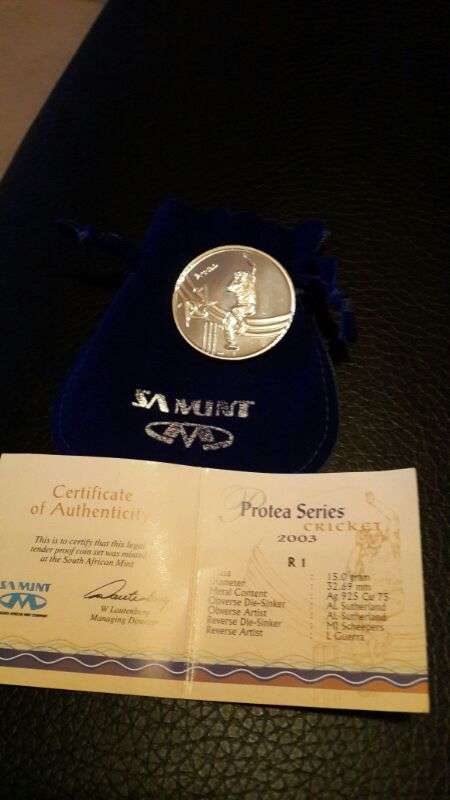 SA MINT
Certificate
of Authenticity
This is to certify that this legal
tender proof coin set was minted
at the South African Mint
SA MINT
W Lautenberg
Managing Director
Protea Series
CRICKET
2003
R 1
: 15.0 gram
Diameter : 32.69 mm
Metal Content : Ag 925 Cu 75
Obverse Die-Sinker : AL Sutherland
Obverse Artist : AL Sutherland
Reverse Die-Sinker : MJ Scheepers
Reverse Artist : L Guerra